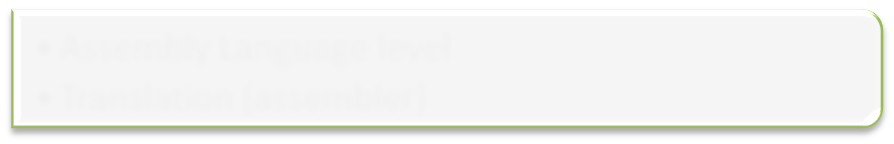 • Assembly Language level
• Translation (assembler)